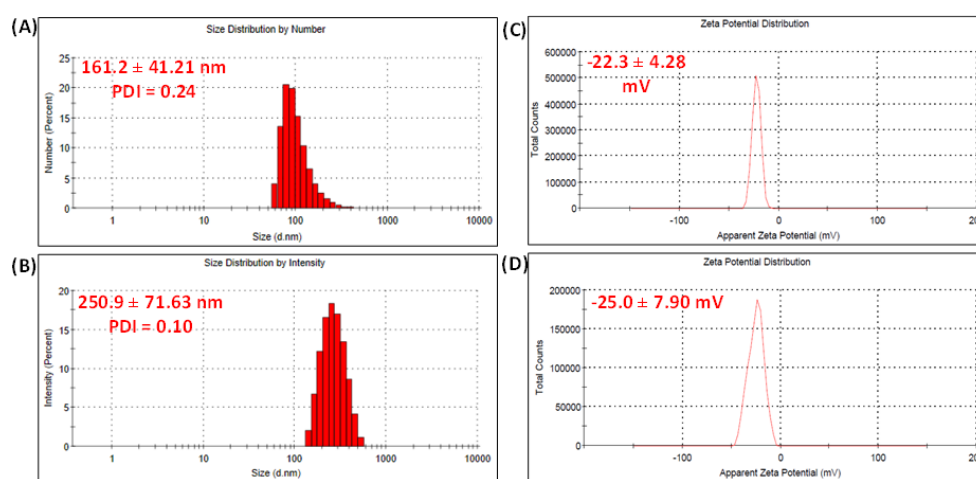 (A)
Size Distribution by Number
161.2 ± 41.21 nm
PDI = 0.24
Number (Percent)
25
20
15
10
5
0
1 10 100 1000 10000
Size (d.nm)
(B)
Size Distribution by Intensity
250.9 ± 71.63 nm
PDI = 0.10
Intensity (Percent)
20
15
10
5
0
1 10 100 1000 10000
Size (d.nm)
(C)
Zeta Potential Distribution
-22.3 ± 4.28
mV
Total Counts
600000
500000
400000
300000
200000
100000
0
-100 0 100 20
Apparent Zeta Potential (mV)
(D)
Zeta Potential Distribution
-25.0 ± 7.90 mV
Total Counts
200000
150000
100000
50000
0
-100 0 100 20
Apparent Zeta Potential (mV)